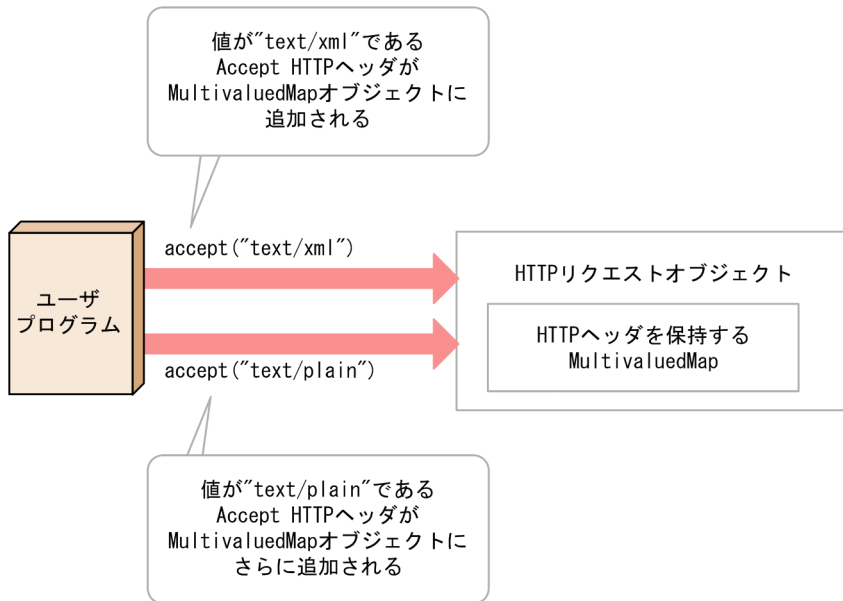 値が"text/xml"である
Accept HTTPヘッダが
MultivaluedMapオブジェクトに
追加される
accept("text/xml")
ユーザ
プログラム
HTTPリクエストオブジェクト
HTTPヘッダを保持する
MultivaluedMap
accept("text/plain")
値が"text/plain"である
Accept HTTPヘッダが
MultivaluedMapオブジェクトに
さらに追加される